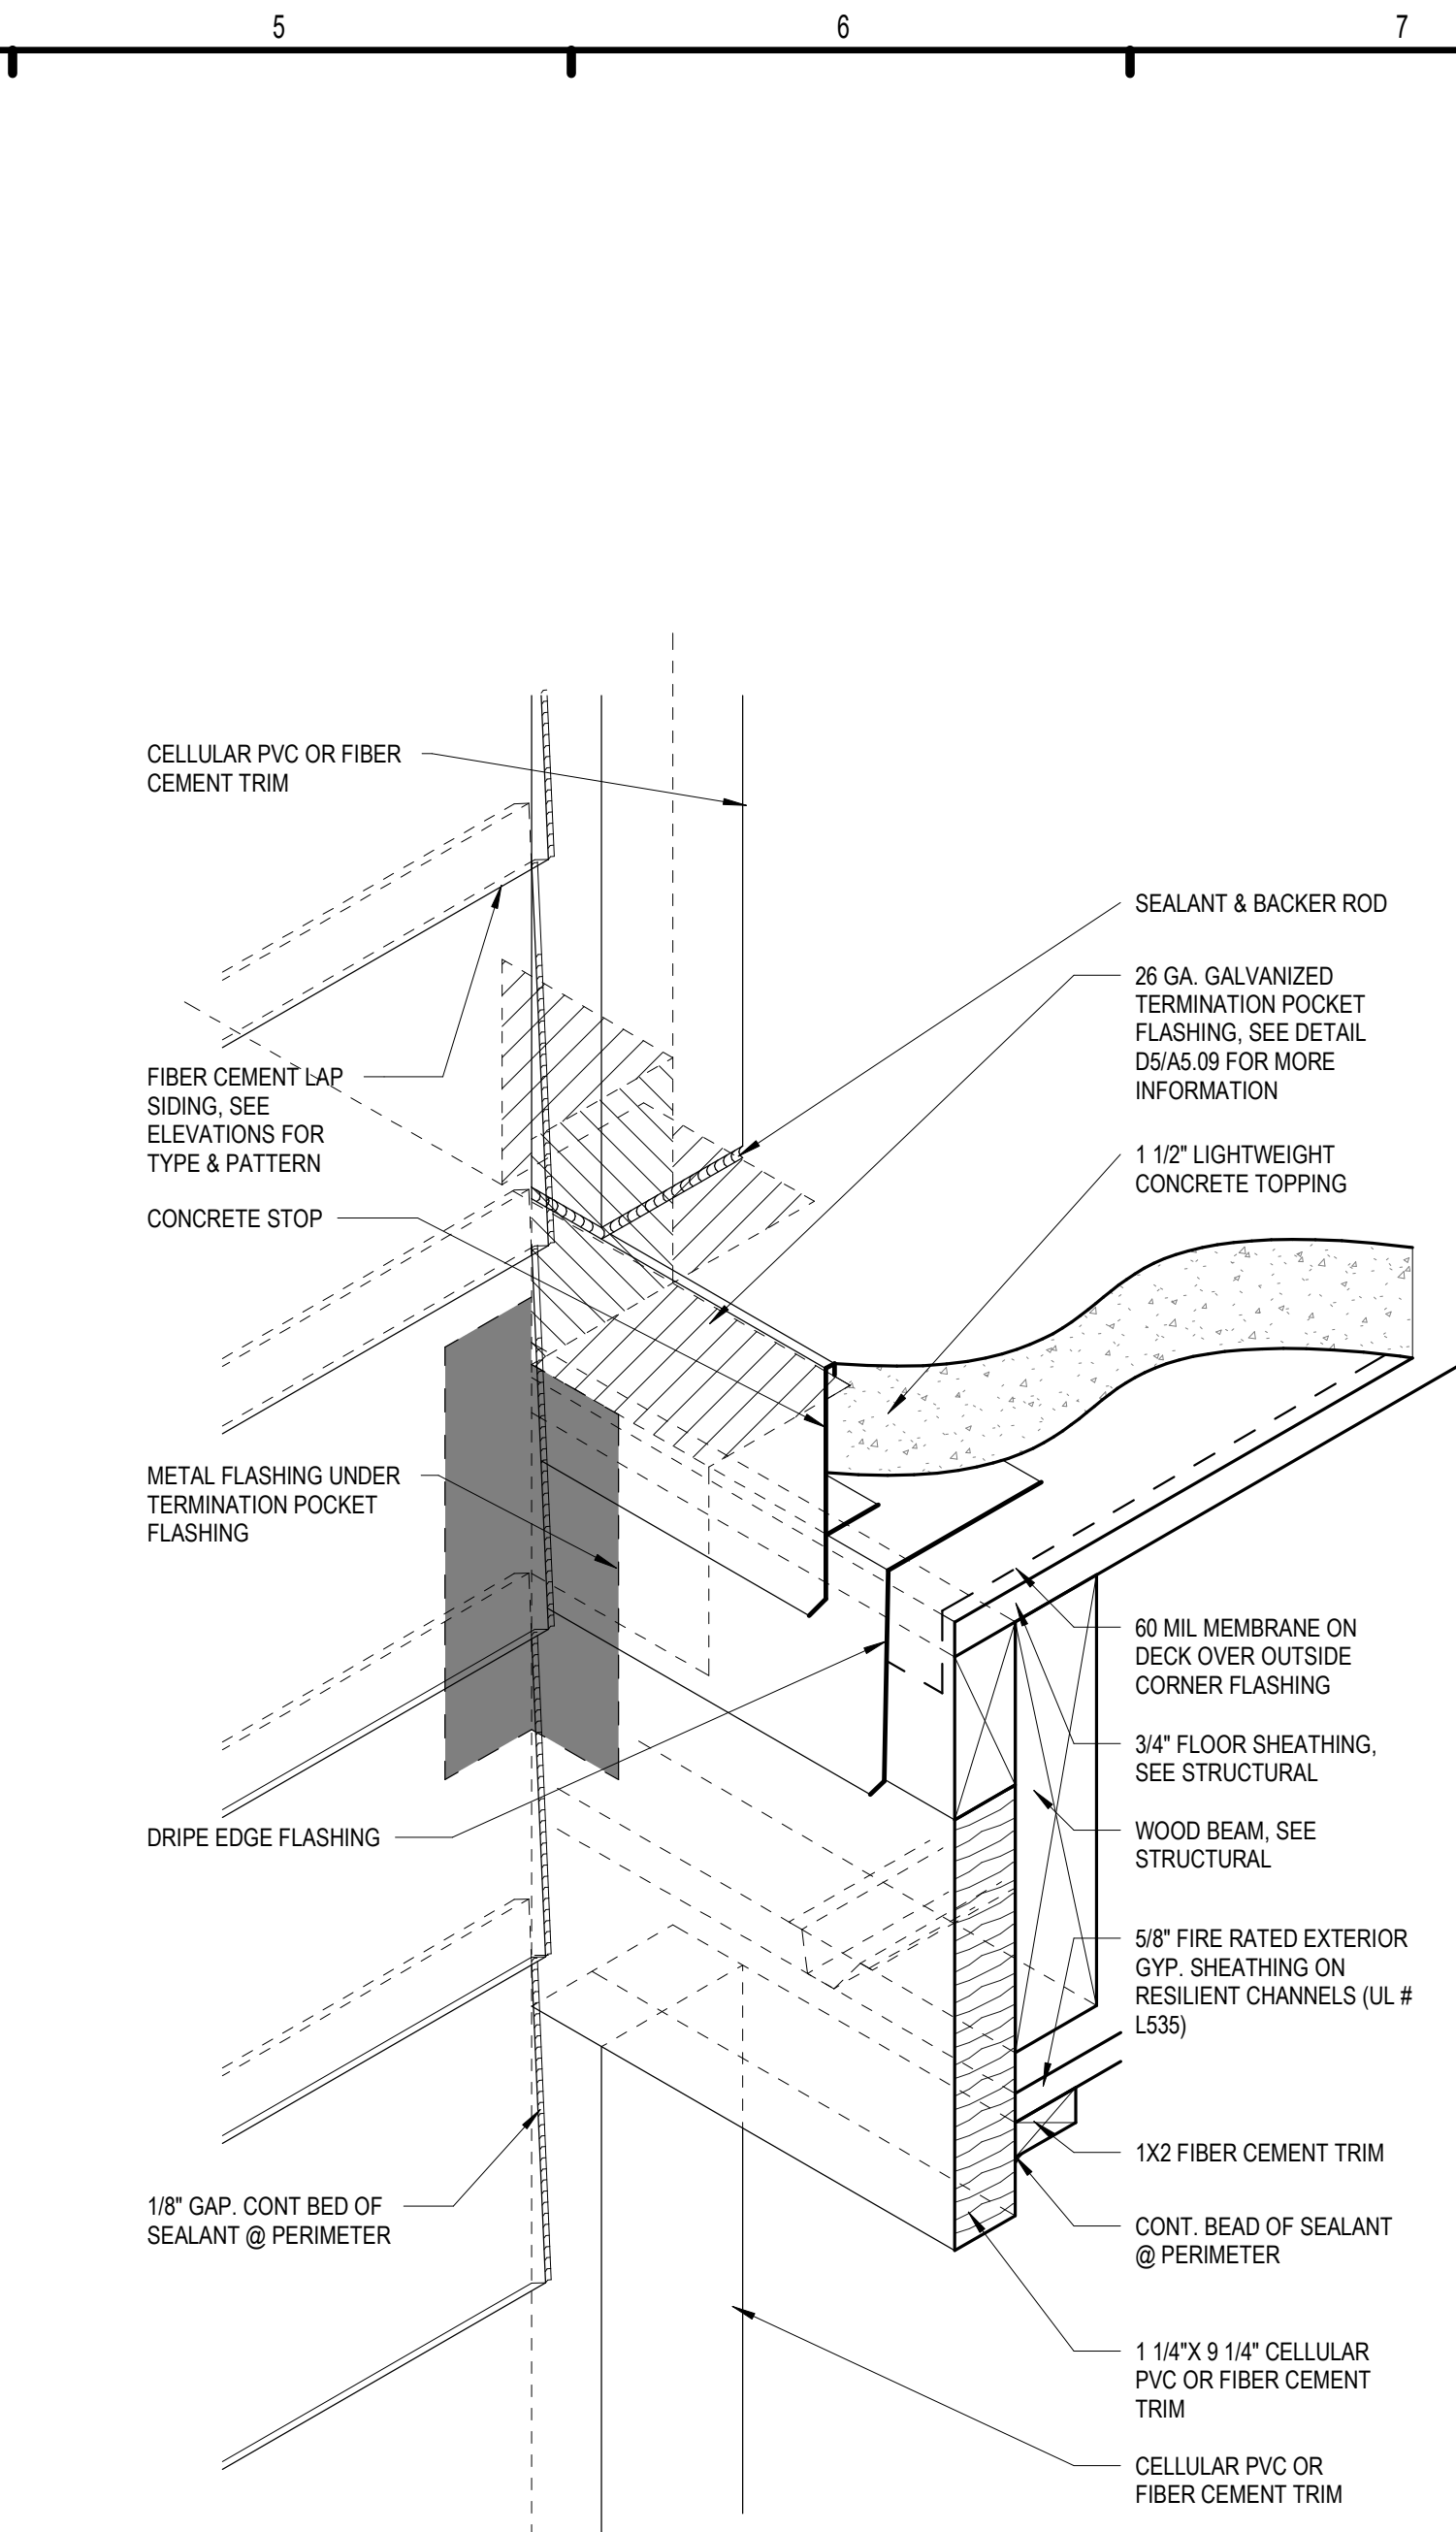 5
6
7
CELLULAR PVC OR FIBER
CEMENT TRIM
FIBER CEMENT LAP
SIDING, SEE
ELEVATIONS FOR
TYPE & PATTERN
CONCRETE STOP
METAL FLASHING UNDER
TERMINATION POCKET
FLASHING
DRIPE EDGE FLASHING
1/8" GAP. CONT BED OF
SEALANT @ PERIMETER
SEALANT & BACKER ROD
26 GA. GALVANIZED
TERMINATION POCKET
FLASHING, SEE DETAIL
D5/A5.09 FOR MORE
INFORMATION
1 1/2" LIGHTWEIGHT
CONCRETE TOPPING
60 MIL MEMBRANE ON
DECK OVER OUTSIDE
CORNER FLASHING
3/4" FLOOR SHEATHING,
SEE STRUCTURAL
WOOD BEAM, SEE
STRUCTURAL
5/8" FIRE RATED EXTERIOR
GYP. SHEATHING ON
RESILIENT CHANNELS (UL #
L535)
1X2 FIBER CEMENT TRIM
CONT. BEAD OF SEALANT
@ PERIMETER
1 1/4"X 9 1/4" CELLULAR
PVC OR FIBER CEMENT
TRIM
CELLULAR PVC OR
FIBER CEMENT TRIM